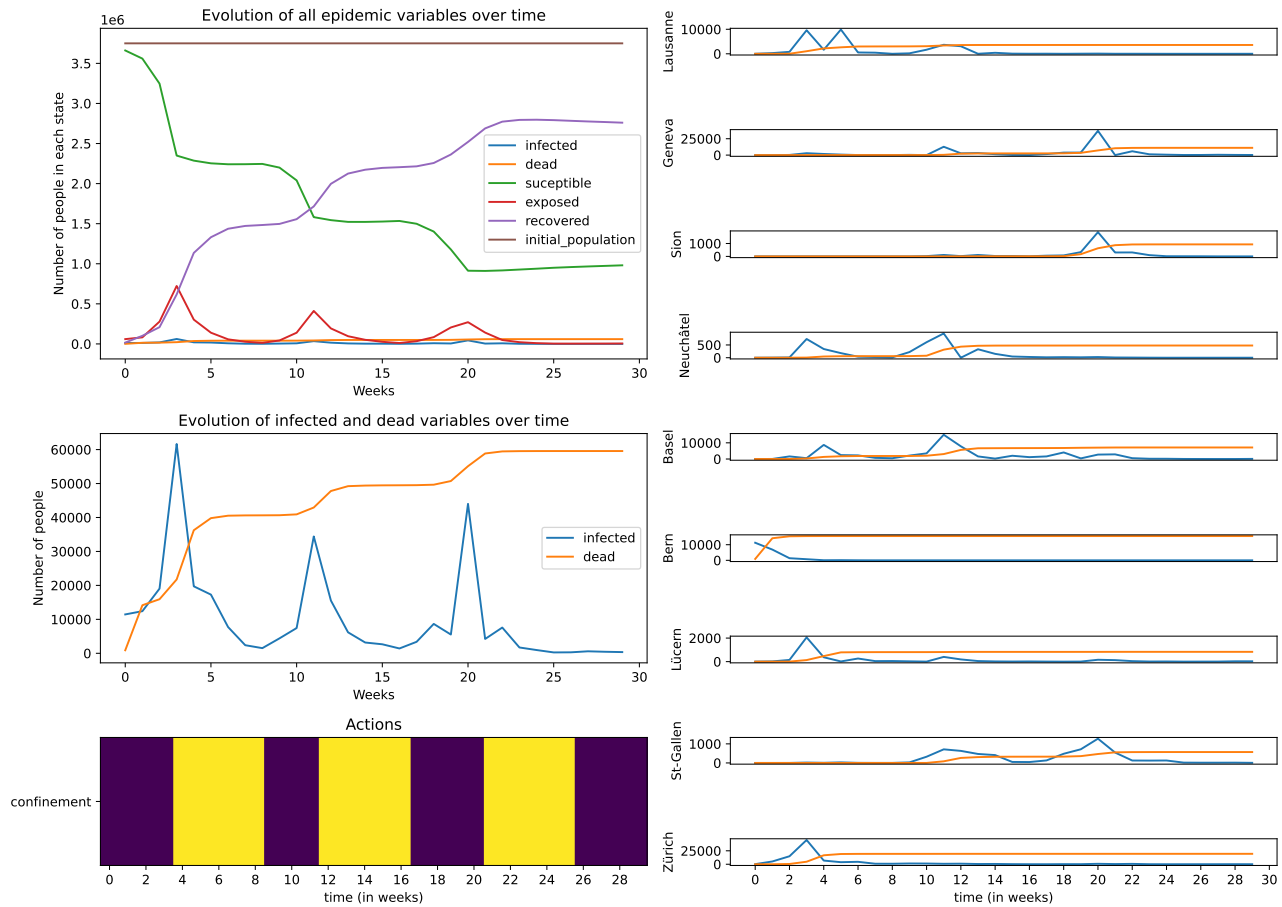 Evolution of all epidemic variables over time
1e6
Number of people in each state
3.5
3.0
2.5
2.0
1.5
1.0
0.5
0.0
infected
dead
suceptible
exposed
recovered
initial_population
0 5 10 15 20 25 30
Weeks
Evolution of infected and dead variables over time
Number of people
60000
50000
40000
30000
20000
10000
0
infected
dead
0 5 10 15 20 25 30
Weeks
Actions
confinement
0 2 4 6 8 10 12 14 16 18 20 22 24 26 28
time (in weeks)
Lausanne
10000
0
Geneva
25000
0
Sion
1000
0
Neuchâtel
500
0
Basel
10000
0
Bern
10000
0
Lücern
2000
0
St-Gallen
1000
0
Zürich
25000
0
0 2 4 6 8 10 12 14 16 18 20 22 24 26 28 30
time (in weeks)